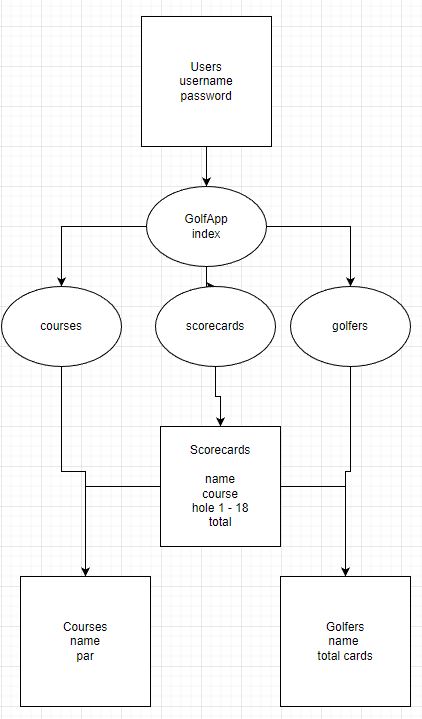 Users
username
password
GolfApp
index
courses
scorecards
golfers
Scorecards
name
course
hole 1 - 18
total
Courses
name
par
Golfers
name
total cards